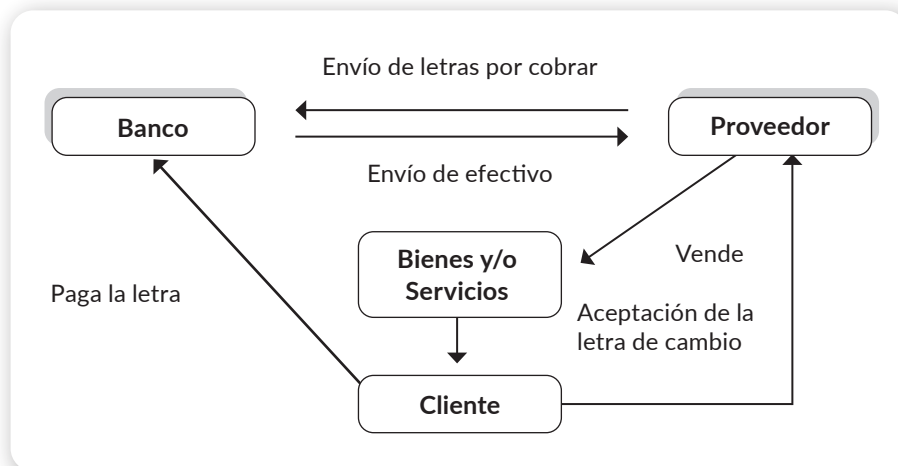 Envío de letras por cobrar
Banco
Proveedor
Envío de efectivo
Bienes y/o
Servicios
Vende
Paga la letra
Aceptación de la
letra de cambio
Cliente